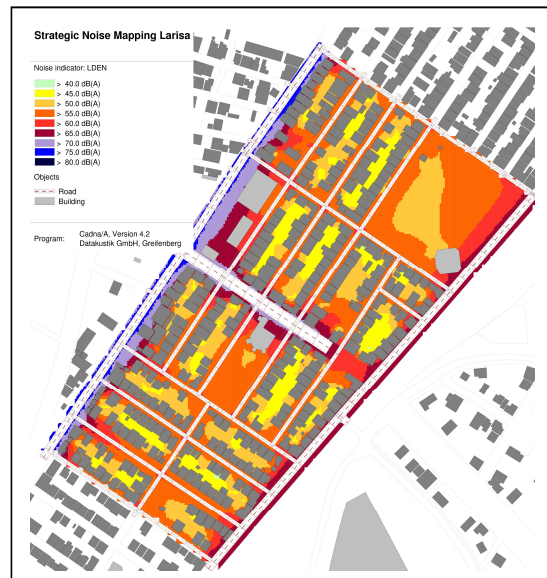 Strategic Noise Mapping Larisa
Noise indicator: LDEN
> 40.0 dB(A)
> 45.0 dB(A)
> 50.0 dB(A)
> 55.0 dB(A)
> 60.0 dB(A)
> 65.0 dB(A)
> 70.0 dB(A)
> 75.0 dB(A)
> 80.0 dB(A)
Objects
Road
Building
Program: Cadna/A, Version 4.2
Datakustik GmbH, Greifenberg